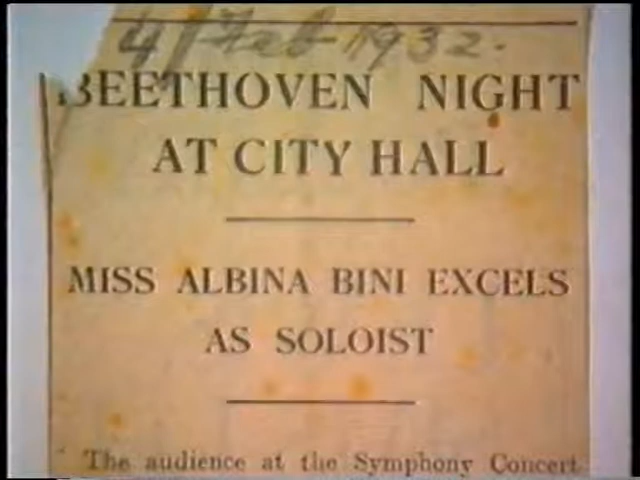 4 Feb 1932.
BEETHOVEN NIGHT
AT CITY HALL
MISS ALBINA BINI EXCELS
AS SOLOIST
The audience at the Symphony Concert